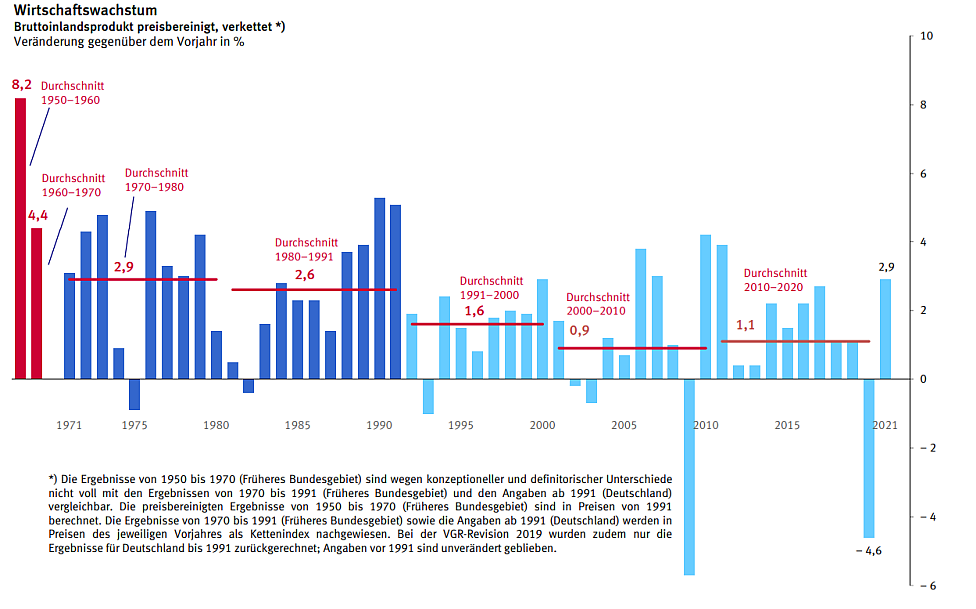 Wirtschaftswachstum
Bruttoinlandsprodukt preisbereinigt, verkettet *)
Veränderung gegenüber dem Vorjahr in %
10
8
6
4
2
0
– 2
– 4
– 6
8,2
Durchschnitt
1950–1960
Durchschnitt
1960–1970
4,4
Durchschnitt
1970–1980
2,9
Durchschnitt
1980–1991
2,6
Durchschnitt
1991–2000
1,6
Durchschnitt
2000–2010
0,9
Durchschnitt
2010–2020
1,1
2,9
– 4,6
1971 1975 1980 1985 1990 1995 2000 2005 2010 2015 2021
*) Die Ergebnisse von 1950 bis 1970 (Früheres Bundesgebiet) sind wegen konzeptioneller und definitorischer Unterschiede
nicht voll mit den Ergebnissen von 1970 bis 1991 (Früheres Bundesgebiet) und den Angaben ab 1991 (Deutschland)
vergleichbar. Die preisbereinigten Ergebnisse von 1950 bis 1970 (Früheres Bundesgebiet) sind in Preisen von 1991
berechnet. Die Ergebnisse von 1970 bis 1991 (Früheres Bundesgebiet) sowie die Angaben ab 1991 (Deutschland) werden in
Preisen des jeweiligen Vorjahres als Kettenindex nachgewiesen. Bei der VGR-Revision 2019 wurden zudem nur die
Ergebnisse für Deutschland bis 1991 zurückgerechnet; Angaben vor 1991 sind unverändert geblieben.